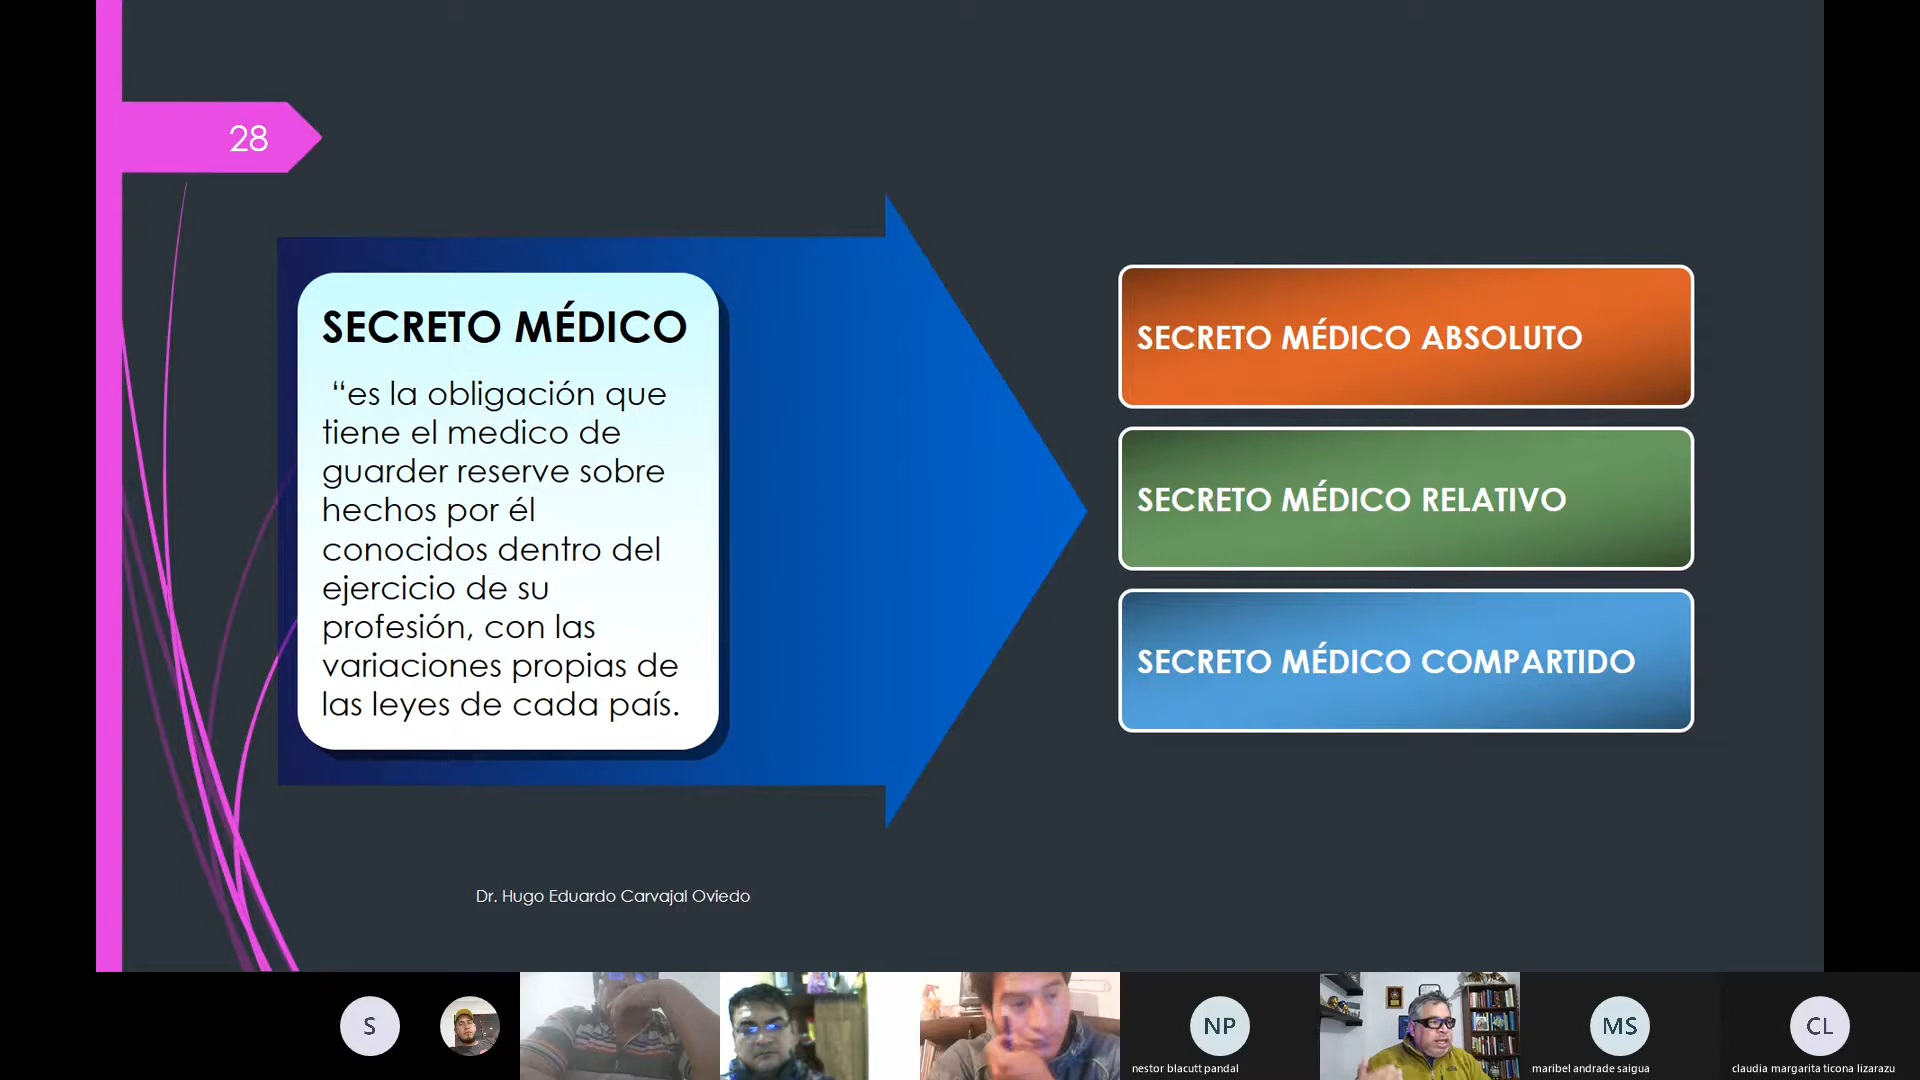 28
SECRETO MÉDICO
“es la obligación que
tiene el medico de
guarder reserve sobre
hechos por él
conocidos dentro del
ejercicio de su
profesión, con las
variaciones propias de
las leyes de cada país.
SECRETO MÉDICO ABSOLUTO
SECRETO MÉDICO RELATIVO
SECRETO MÉDICO COMPARTIDO
Dr. Hugo Eduardo Carvajal Oviedo
S
NP
nestor blacutt pandal
MS
maribel andrade saigua
CL
claudia margarita ticona lizarazu